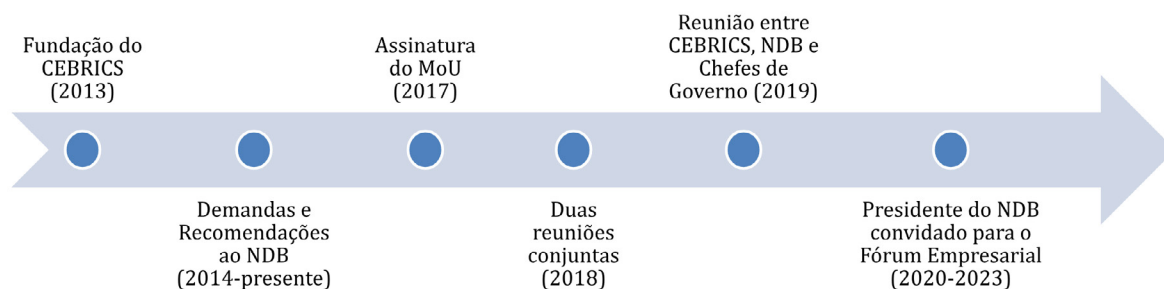 Fundação do
CEBRICS
(2013)
Demandas e
Recomendações
ao NDB
(2014-presente)
Assinatura
do MoU
(2017)
Duas
reuniões
conjuntas
(2018)
Reunião entre
CEBRICS, NDB e
Chefes de
Governo (2019)
Presidente do NDB
convidado para o
Fórum Empresarial
(2020-2023)